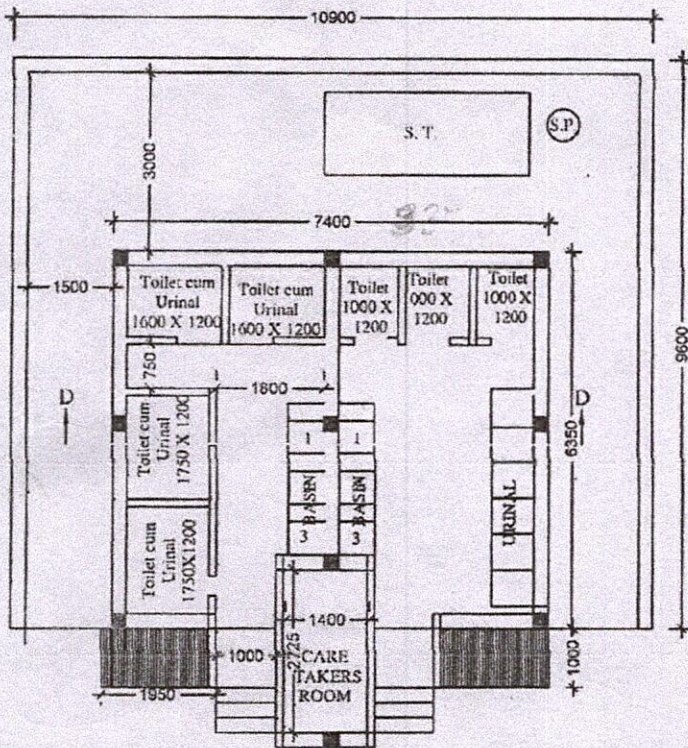 10900
S. T.
S.P.
3000
7400
1500
9600
Toilet cum
Urinal
1600 X 1200
Toilet cum
Urinal
1600 X 1200
Toilet
1000 X
1200
Toilet
000 X
1200
Toilet
1000 X
1200
750
1800
D
D
6350
Toilet cum
Urinal
1750 X 1200
1
1
BASIN
BASIN
3
3
URINAL
Toilet cum
Urinal
1750X1200
1400
1000
2725
CARE
TAKERS
ROOM
1000
1950